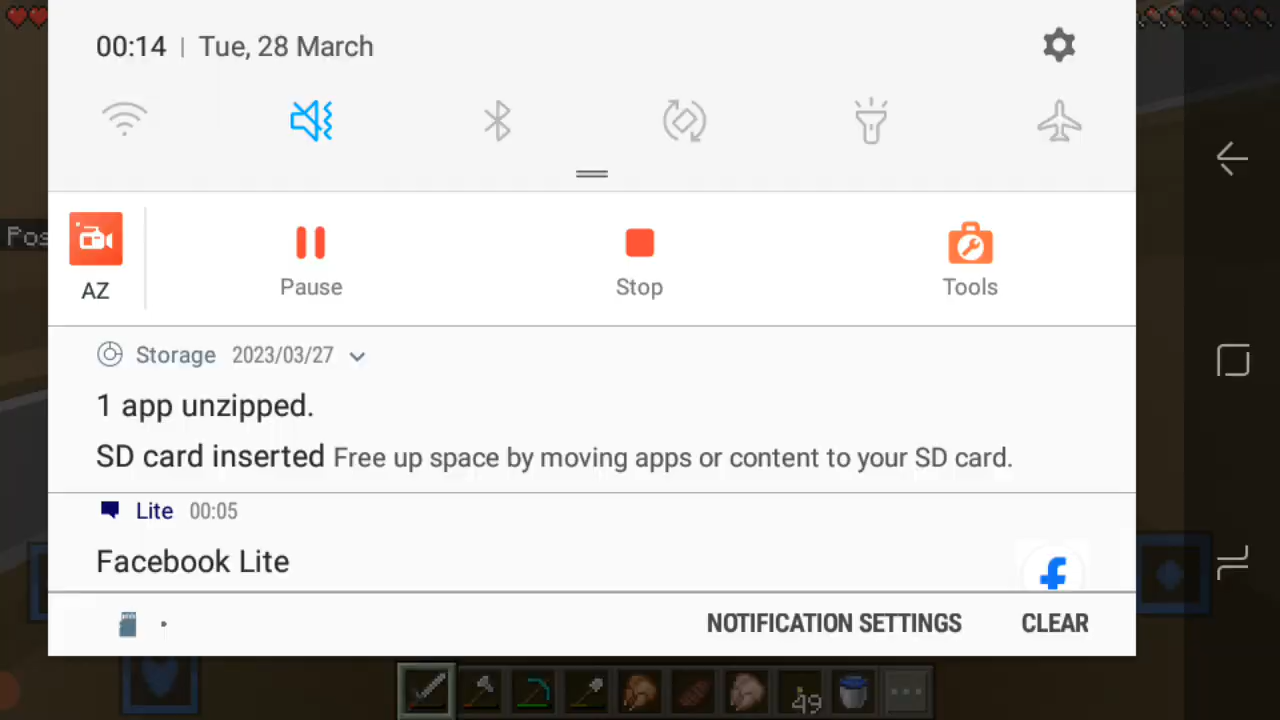 00:14 | Tue, 28 March
Pos
AZ
Pause
Stop
Tools
Storage 2023/03/27
1 app unzipped.
SD card inserted Free up space by moving apps or content to your SD card.
Lite 00:05
Facebook Lite
NOTIFICATION SETTINGS CLEAR
49